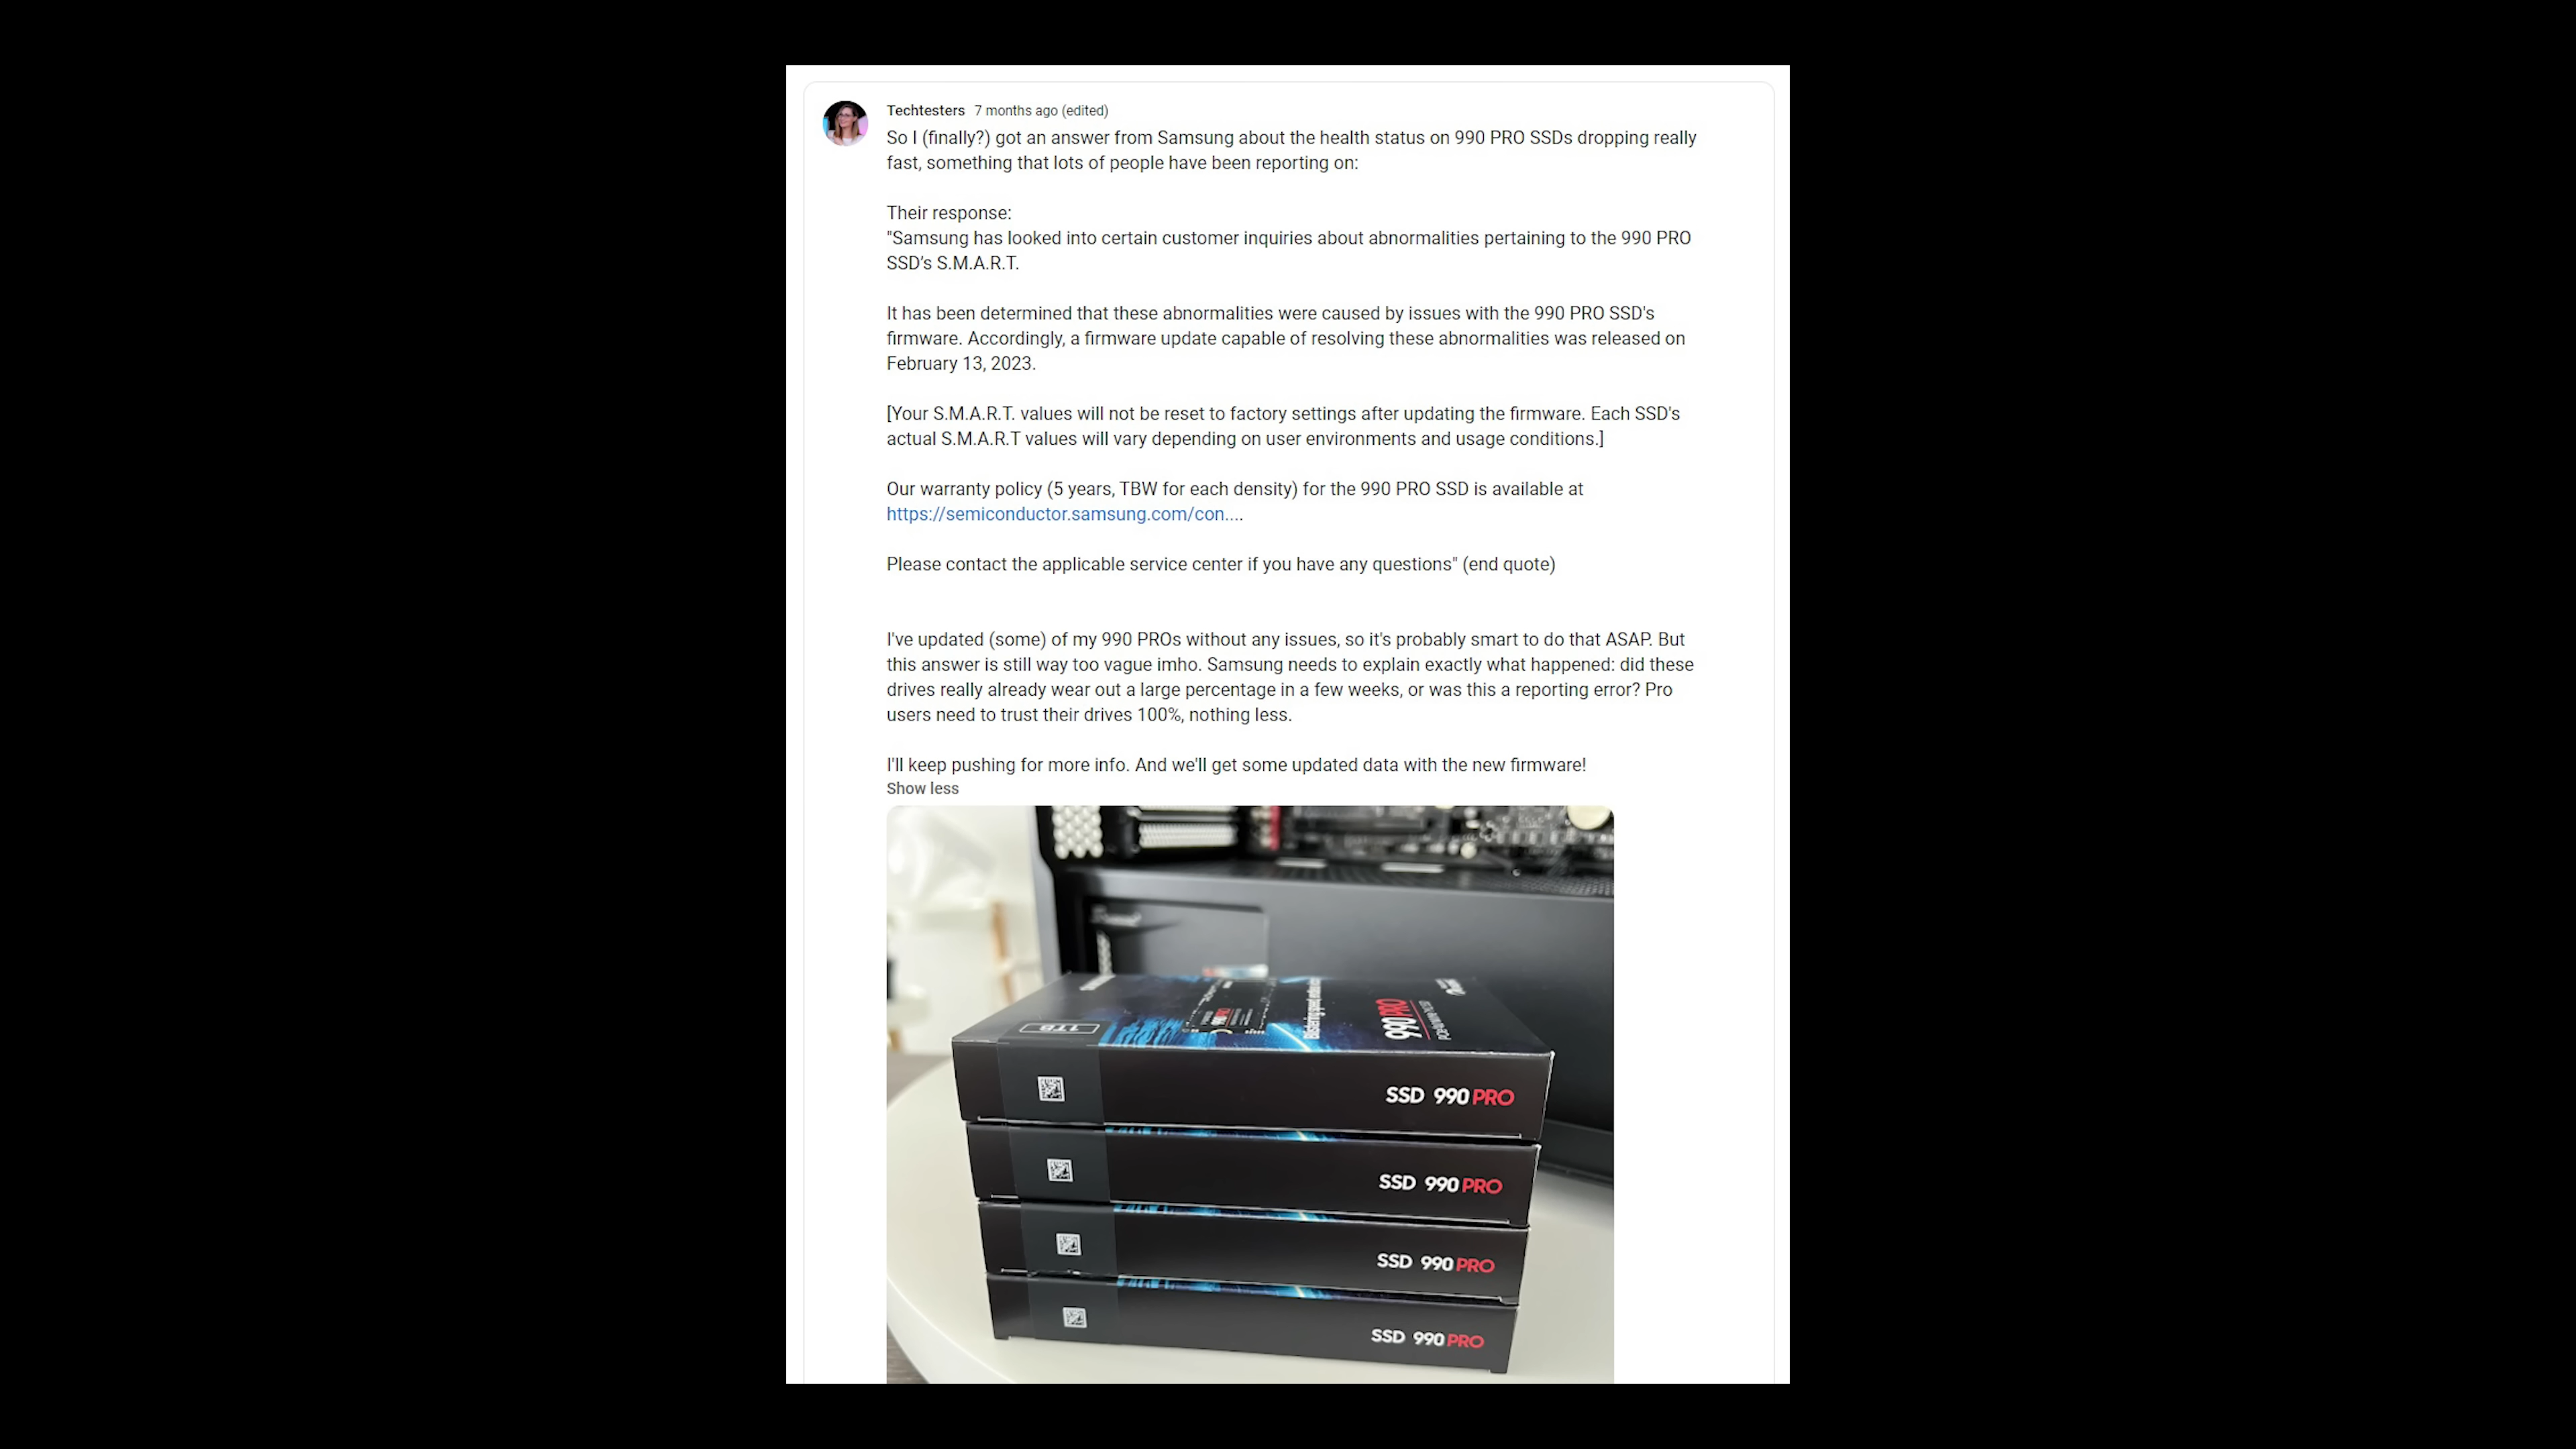 Techtesters 7 months ago (edited)
So I (finally?) got an answer from Samsung about the health status on 990 PRO SSDs dropping really
fast, something that lots of people have been reporting on:
Their response:
"Samsung has looked into certain customer inquiries about abnormalities pertaining to the 990 PRO
SSD's S.M.A.R.T.
It has been determined that these abnormalities were caused by issues with the 990 PRO SSD's
firmware. Accordingly, a firmware update capable of resolving these abnormalities was released on
February 13, 2023.
[Your S.M.A.R.T. values will not be reset to factory settings after updating the firmware. Each SSD's
actual S.M.A.R.T values will vary depending on user environments and usage conditions.]
Our warranty policy (5 years, TBW for each density) for the 990 PRO SSD is available at
https://semiconductor.samsung.com/con....
Please contact the applicable service center if you have any questions" (end quote)
I've updated (some) of my 990 PROs without any issues, so it's probably smart to do that ASAP. But
this answer is still way too vague imho. Samsung needs to explain exactly what happened: did these
drives really already wear out a large percentage in a few weeks, or was this a reporting error? Pro
users need to trust their drives 100%, nothing less.
I'll keep pushing for more info. And we'll get some updated data with the new firmware!
Show less
1TB
990 PRO
SSD 990 PRO
SSD 990 PRO
SSD 990 PRO
SSD 990 PRO